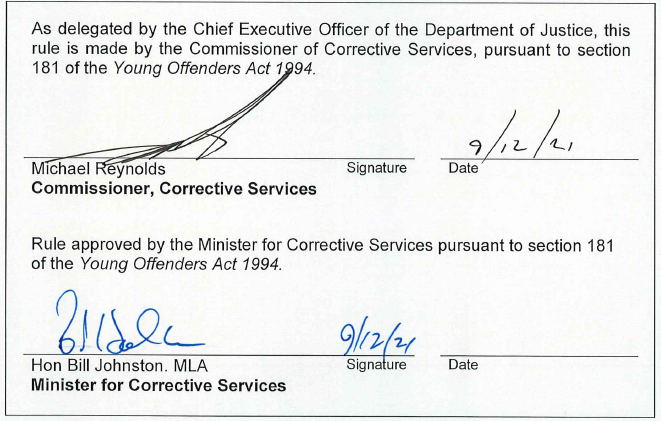 As delegated by the Chief Executive Officer of the Department of Justice, this
rule is made by the Commissioner of Corrective Services, pursuant to section
181 of the Young Offenders Act 1994.
9/12/21
Michael Reynolds Signature Date
Commissioner, Corrective Services
Rule approved by the Minister for Corrective Services pursuant to section 181
of the Young Offenders Act 1994.
9/12/21
Hon Bill Johnston. MLA Signature Date
Minister for Corrective Services